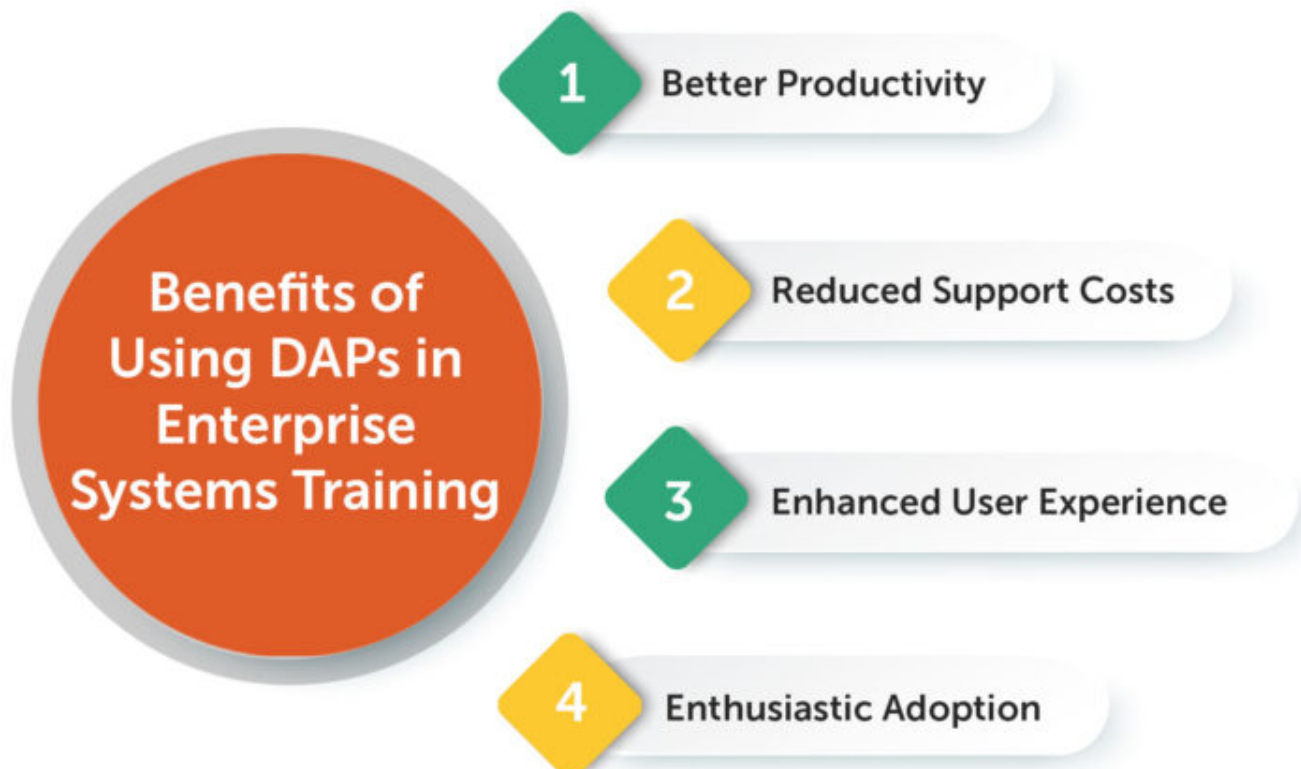 Benefits of
Using DAPs in
Enterprise
Systems Training
1 Better Productivity
2 Reduced Support Costs
3 Enhanced User Experience
4 Enthusiastic Adoption